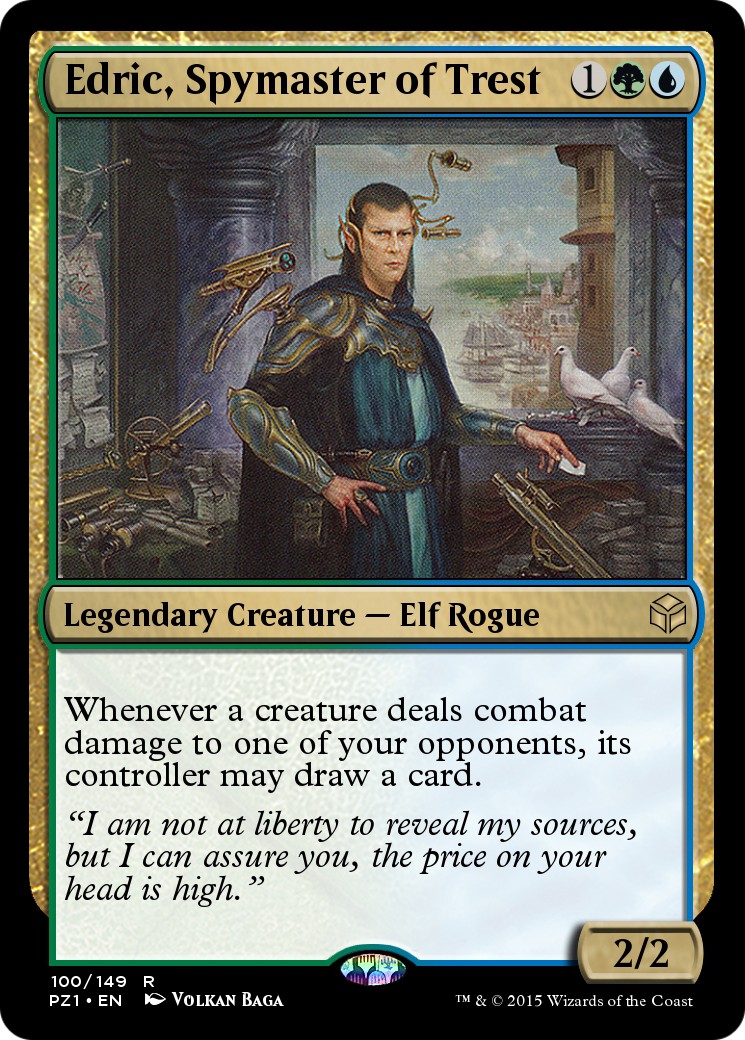 Edric, Spymaster of Trest 1
Legendary Creature — Elf Rogue
Whenever a creature deals combat
damage to one of your opponents, its
controller may draw a card.
“I am not at liberty to reveal my sources,
but I can assure you, the price on your
head is high.”
2/2
100/149 R
PZ1 • EN Volkan Baga
™ & © 2015 Wizards of the Coast